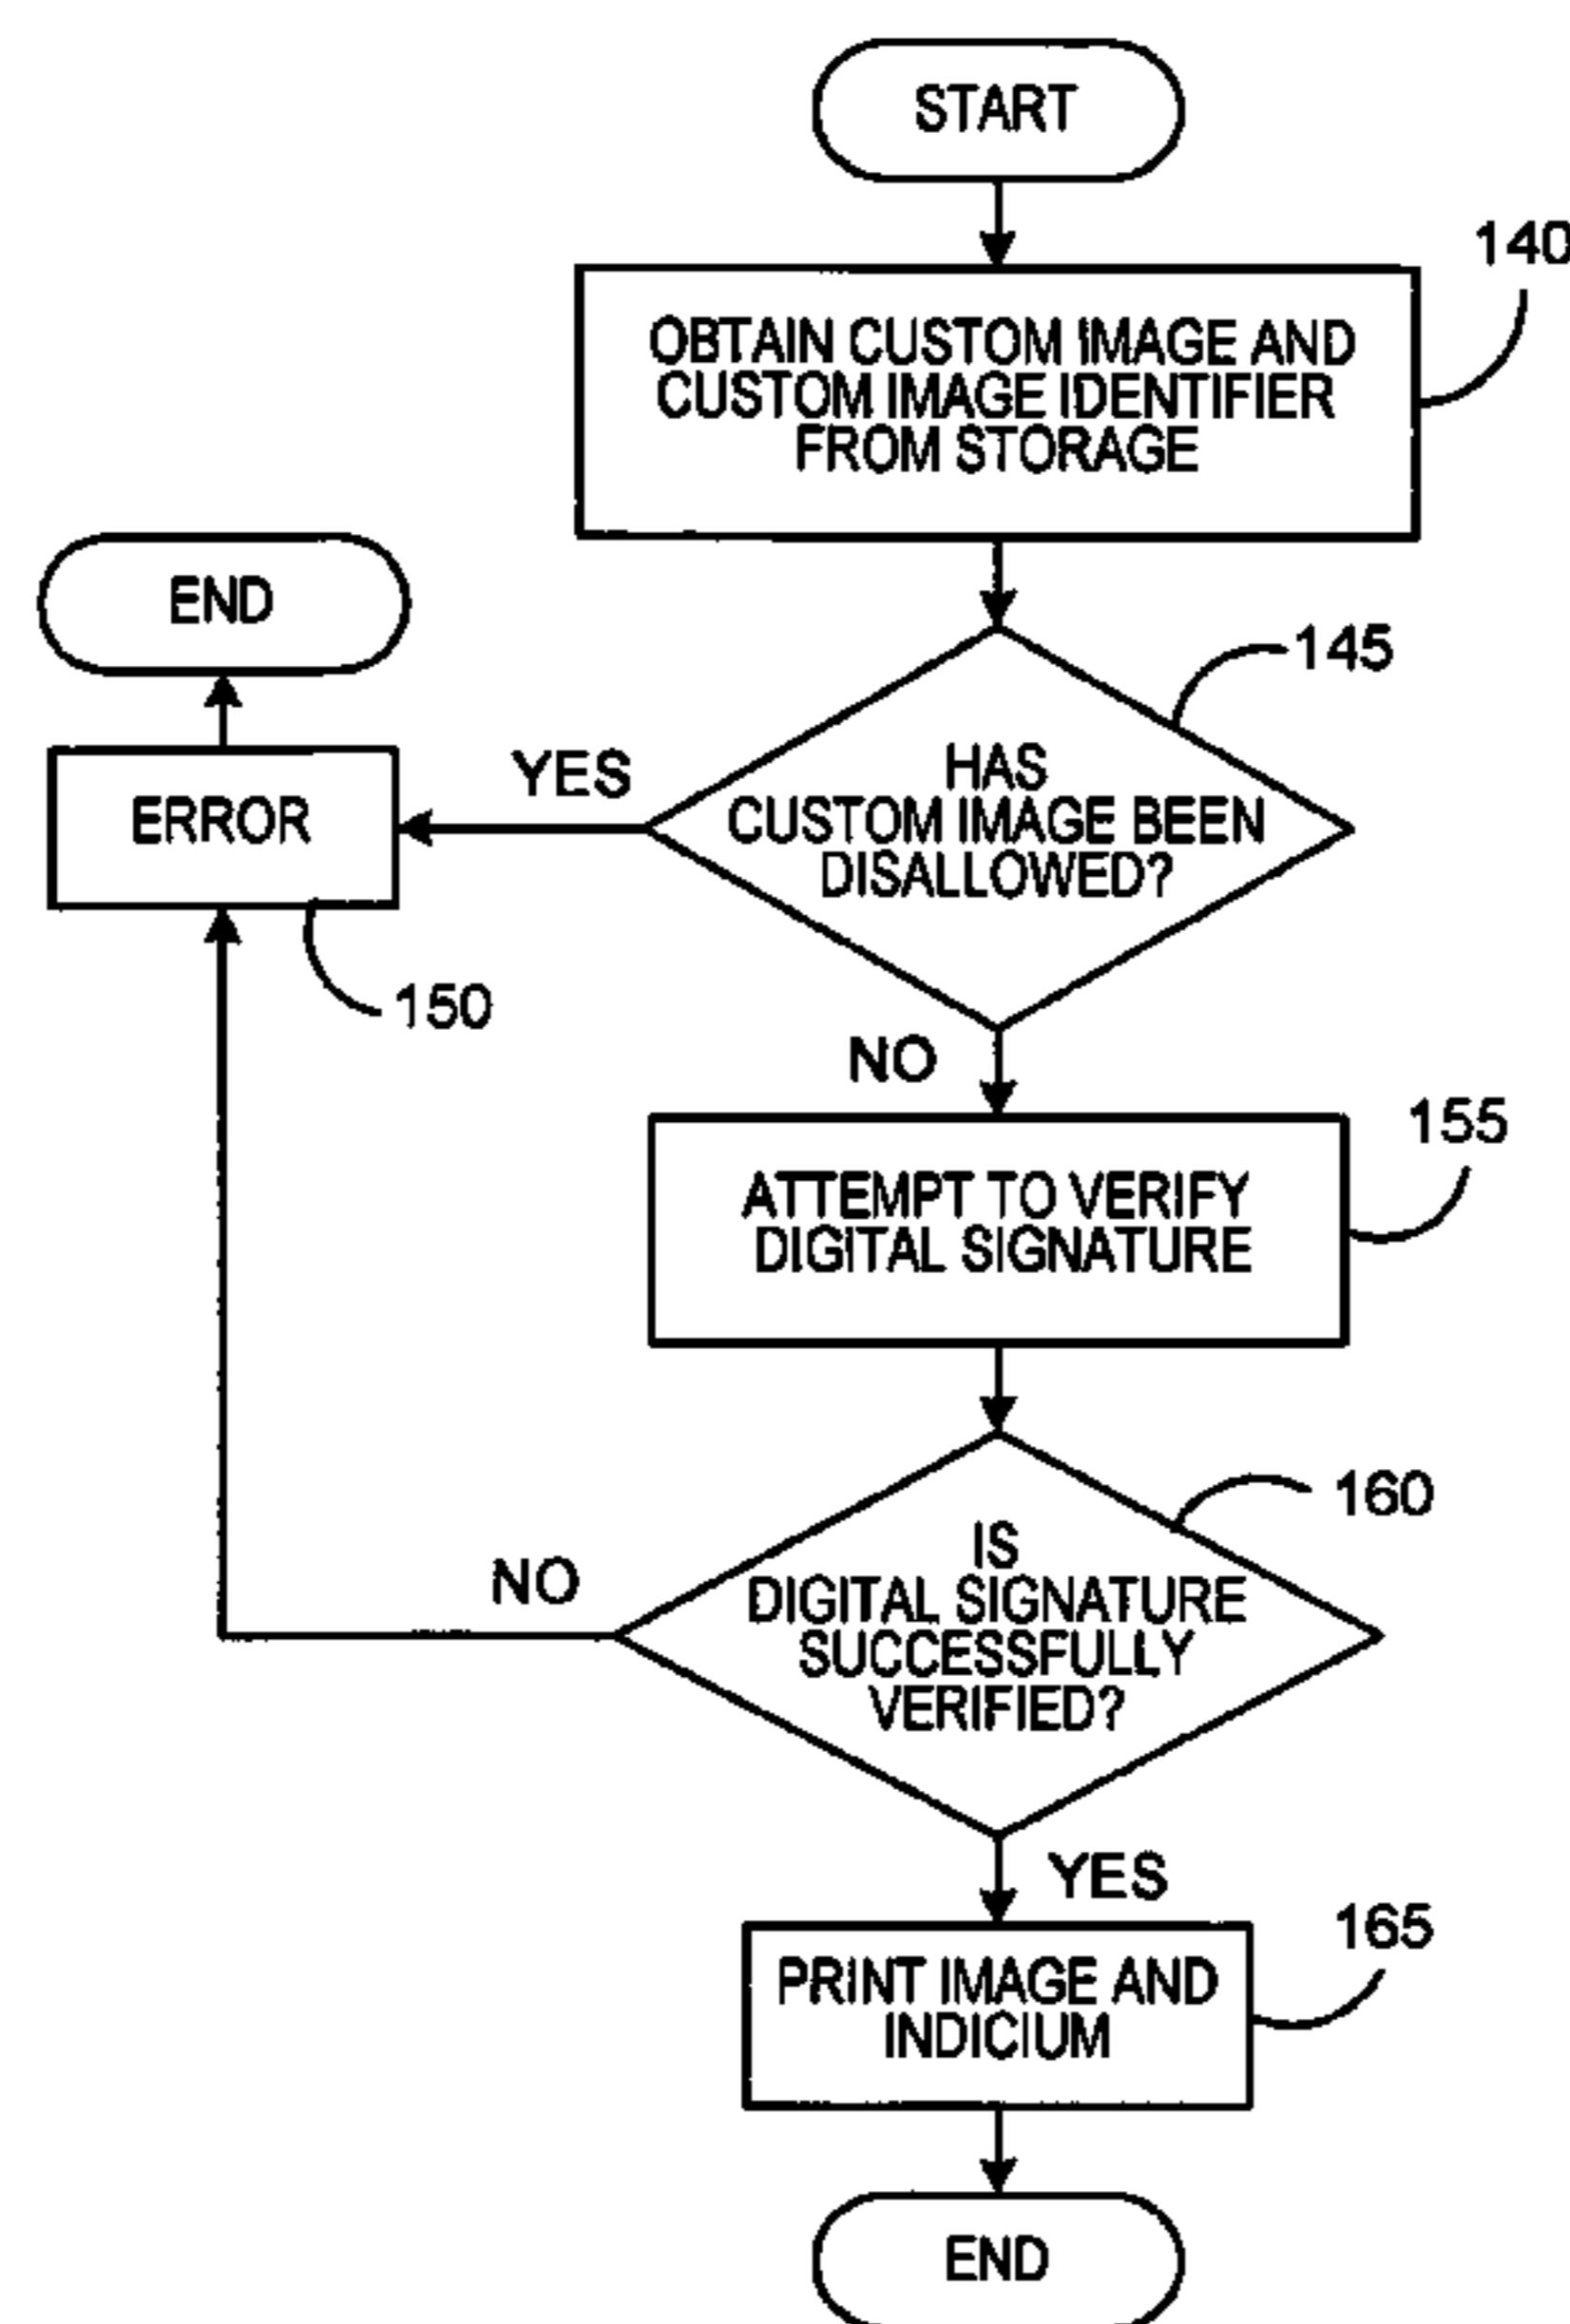 START
140
OBTAIN CUSTOM IMAGE AND
CUSTOM IMAGE IDENTIFIER
FROM STORAGE
END
145
HAS
CUSTOM IMAGE BEEN
DISALLOWED?
YES
ERROR
150
NO
155
ATTEMPT TO VERIFY
DIGITAL SIGNATURE
160
IS
DIGITAL SIGNATURE
SUCCESSFULLY
VERIFIED?
NO
YES
165
PRINT IMAGE AND
INDICIUM
END